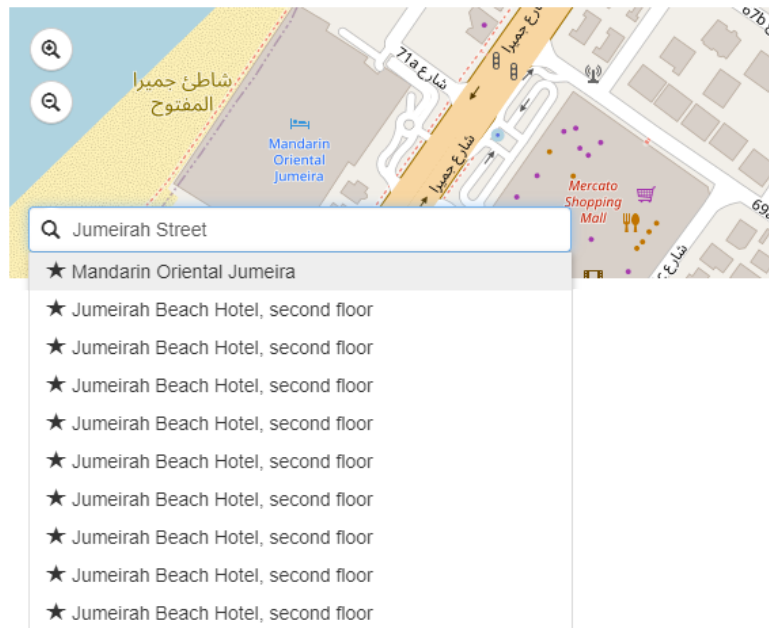 67b
شارع جميرا
شارع 71a
شاطئ جميرا
المفتوح
Mandarin
Oriental
Jumeira
شارع جميرا
Mercato
Shopping
Mall
69a
شارع
Jumeirah Street
★ Mandarin Oriental Jumeira
★ Jumeirah Beach Hotel, second floor
★ Jumeirah Beach Hotel, second floor
★ Jumeirah Beach Hotel, second floor
★ Jumeirah Beach Hotel, second floor
★ Jumeirah Beach Hotel, second floor
★ Jumeirah Beach Hotel, second floor
★ Jumeirah Beach Hotel, second floor
★ Jumeirah Beach Hotel, second floor
★ Jumeirah Beach Hotel, second floor